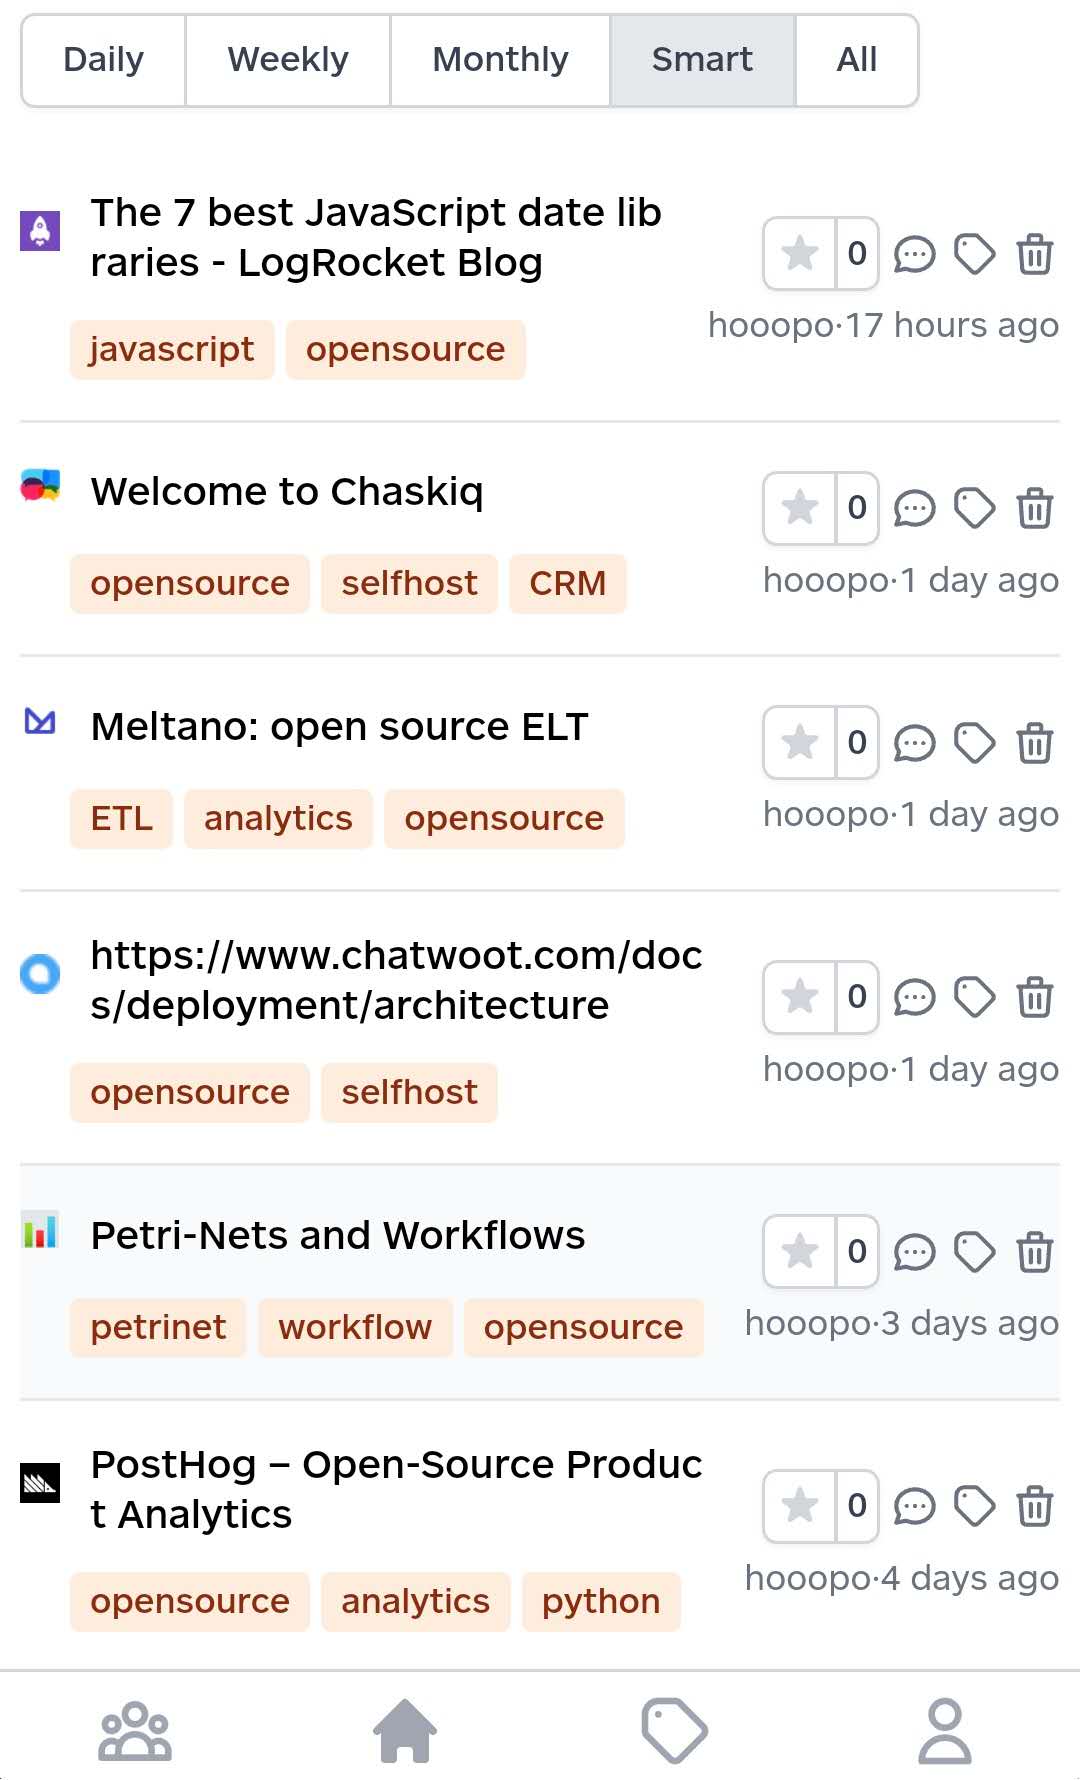 Daily Weekly Monthly Smart All
The 7 best JavaScript date lib
raries - LogRocket Blog
0
hooopo·17 hours ago
javascript opensource
Welcome to Chaskiq
0
hooopo·1 day ago
opensource selfhost CRM
Meltano: open source ELT
0
hooopo·1 day ago
ETL analytics opensource
https://www.chatwoot.com/doc
s/deployment/architecture
0
hooopo·1 day ago
opensource selfhost
Petri-Nets and Workflows
0
hooopo·3 days ago
petrinet workflow opensource
PostHog – Open-Source Produc
t Analytics
0
hooopo·4 days ago
opensource analytics python